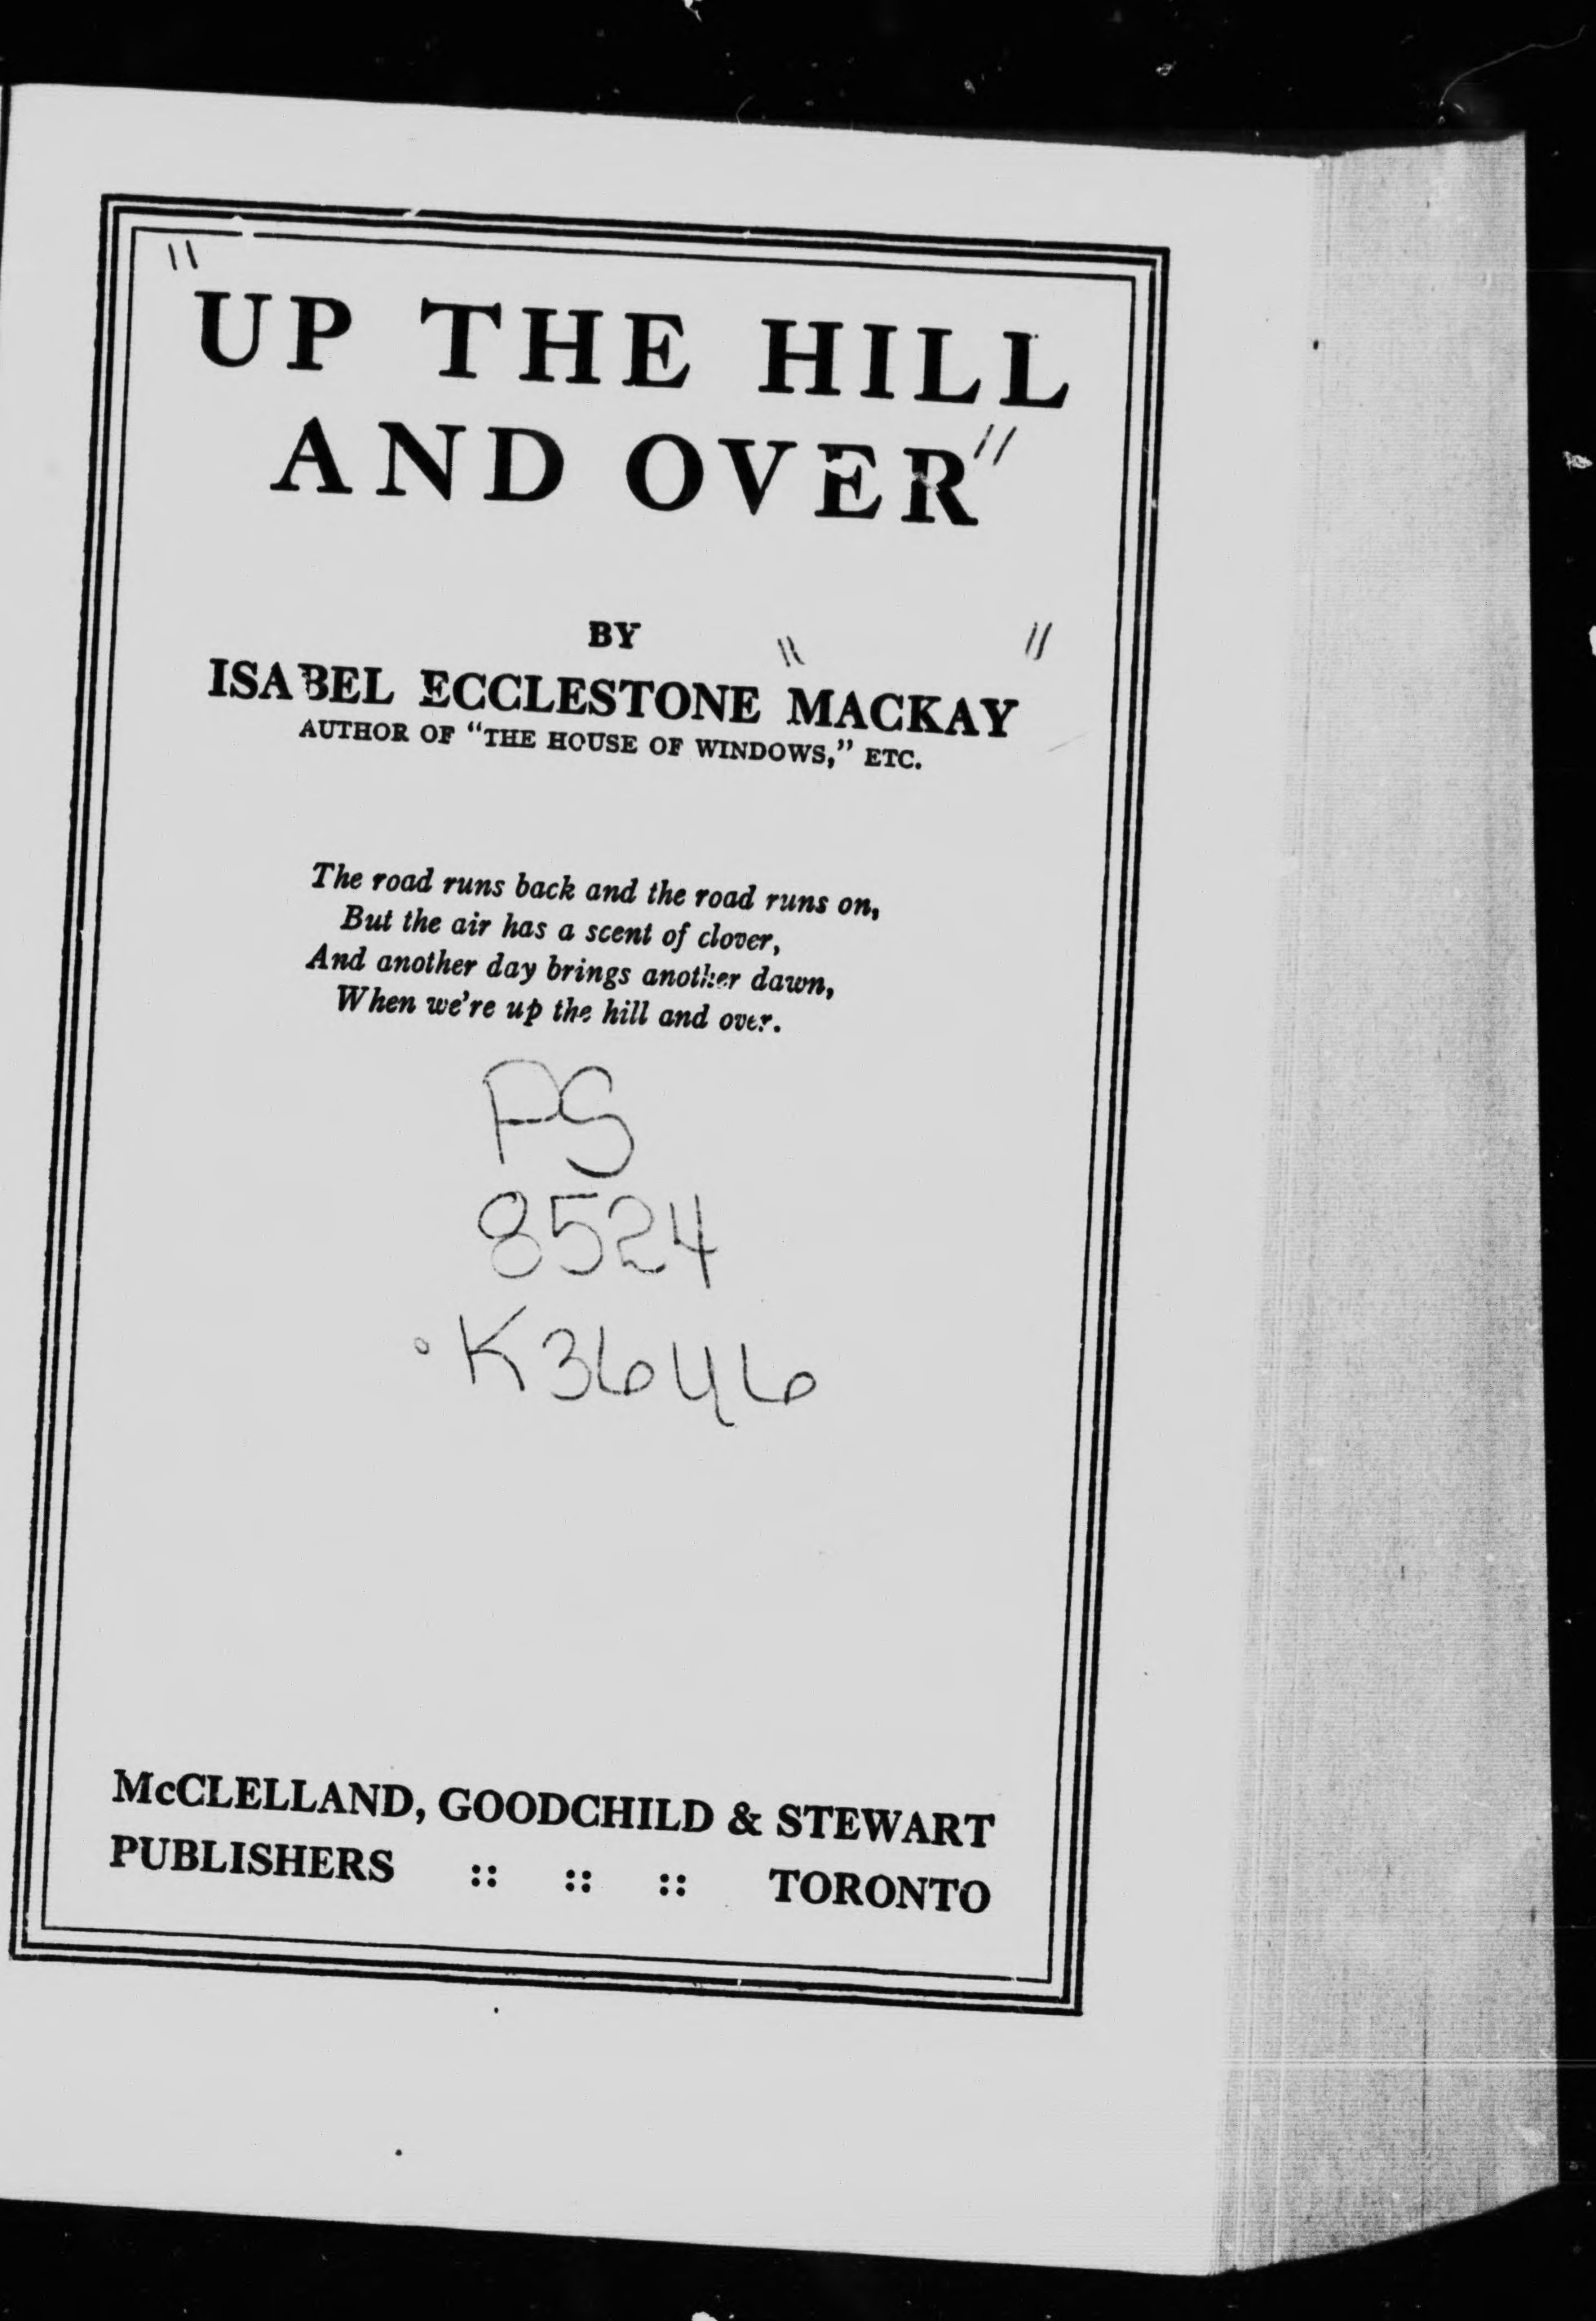 UP THE HILL
AND OVER
BY
ISABEL ECCLESTONE MACKAY
AUTHOR OF "THE HOUSE OF WINDOWS," ETC.
The road runs back and the road runs on,
But the air has a scent of clover,
And another day brings another dawn,
When we're up the hill and over.
PS
8524
.K3646
McCLELLAND, GOODCHILD & STEWART
PUBLISHERS :: :: :: TORONTO